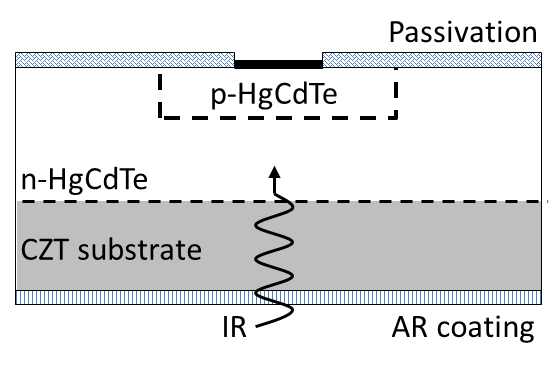 Passivation
p-HgCdTe
n-HgCdTe
CZT substrate
IR
AR coating